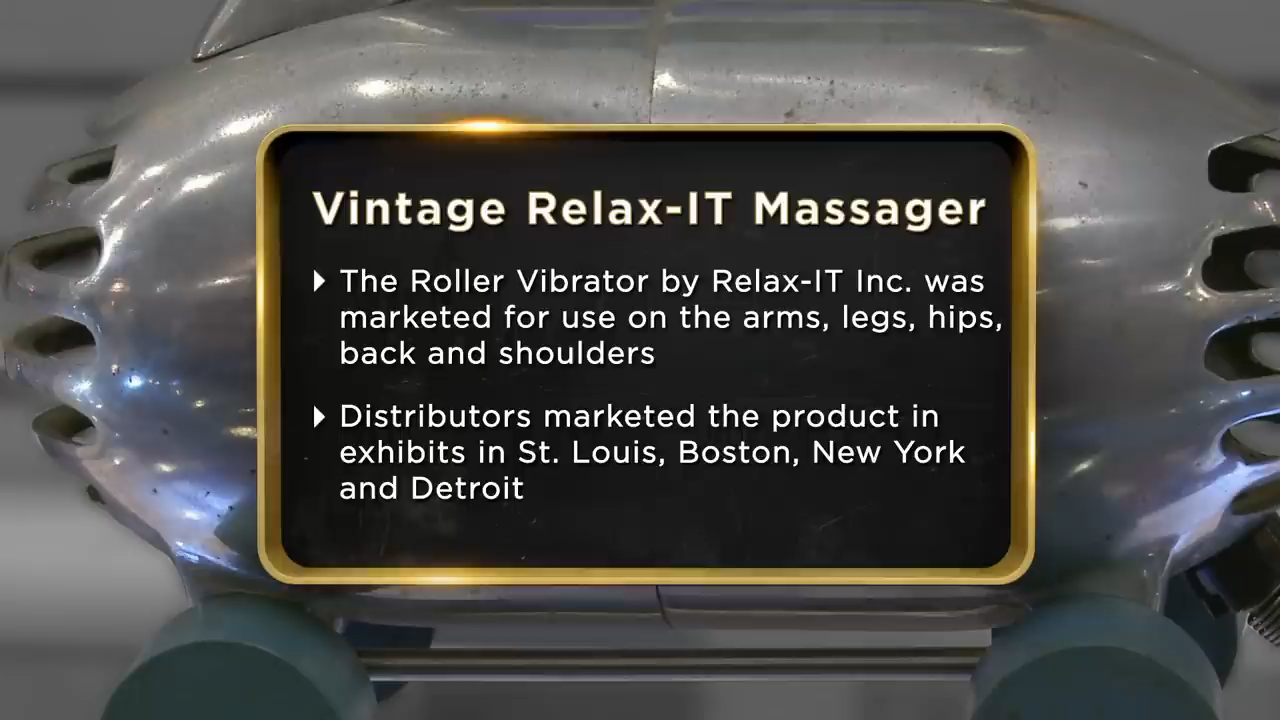 Vintage Relax-IT Massager
The Roller Vibrator by Relax-IT Inc. was
marketed for use on the arms, legs, hips,
back and shoulders
Distributors marketed the product in
exhibits in St. Louis, Boston, New York
and Detroit